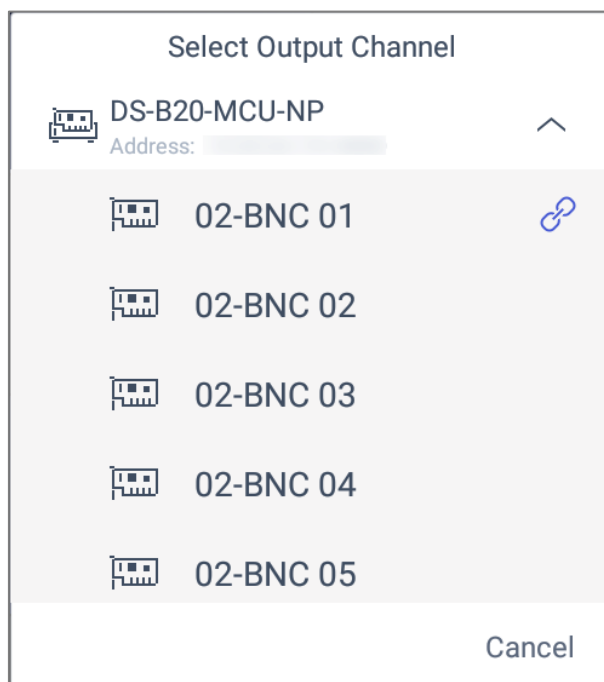 Select Output Channel
DS-B20-MCU-NP
Address:
02-BNC 01
02-BNC 02
02-BNC 03
02-BNC 04
02-BNC 05
Cancel